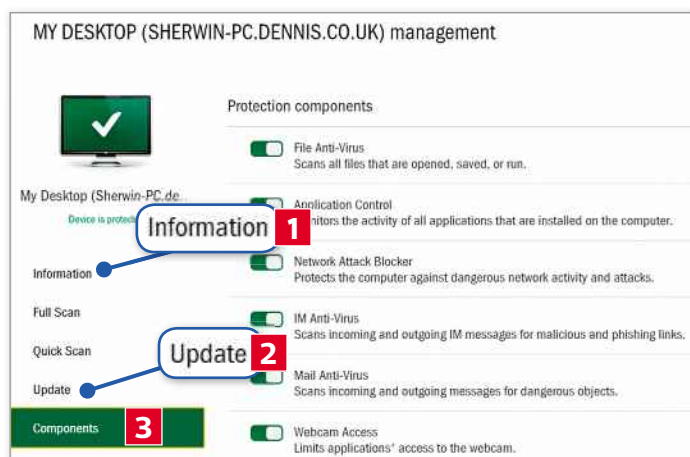 MY DESKTOP (SHERWIN-PC.DENNIS.CO.UK) management
My Desktop (Sherwin-PC.de...
Device is
Information 1
Information
Full Scan
Quick Scan
Update 2
Update
Components 3
Protection components
File Anti-Virus
Scans all files that are opened, saved, or run.
Application Control
the activity of all applications that are installed on the computer.
Network Attack Blocker
Protects the computer against dangerous network activity and attacks.
IM Anti-Virus
Scans incoming and outgoing IM messages for malicious and phishing links.
Mail Anti-Virus
Scans incoming and outgoing messages for dangerous objects.
Webcam Access
Limits applications' access to the webcam.